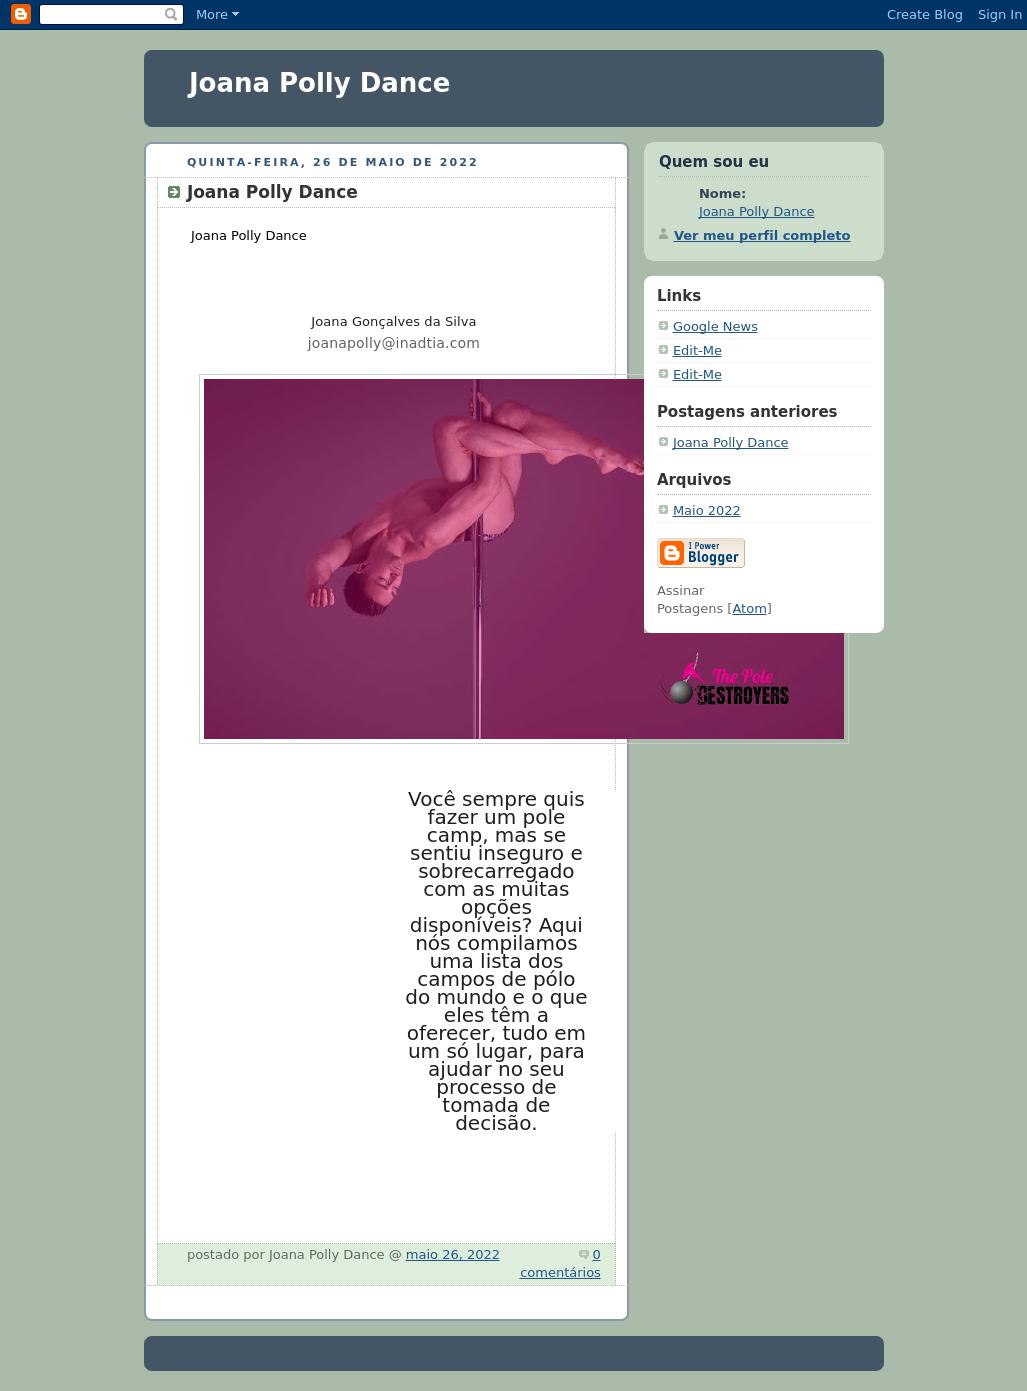 More
Create Blog
Sign In
Joana Polly Dance
QUINTA-FEIRA, 26 DE MAIO DE 2022
Joana Polly Dance
Joana Polly Dance
Joana Gonçalves da Silva
joanapolly@inadtia.com
The Pole
DESTROYERS
Você sempre quis
fazer um pole
camp, mas se
sentiu inseguro e
sobrecarregado
com as muitas
opções
disponíveis? Aqui
nós compilamos
uma lista dos
campos de pólo
do mundo e o que
eles têm a
oferecer, tudo em
um só lugar, para
ajudar no seu
processo de
tomada de
decisão.
postado por Joana Polly Dance @ maio 26, 2022
0
comentários
Quem sou eu
Nome:
Joana Polly Dance
Ver meu perfil completo
Links
Google News
Edit-Me
Edit-Me
Postagens anteriores
Joana Polly Dance
Arquivos
Maio 2022
I Power
Blogger
Assinar
Postagens [Atom]